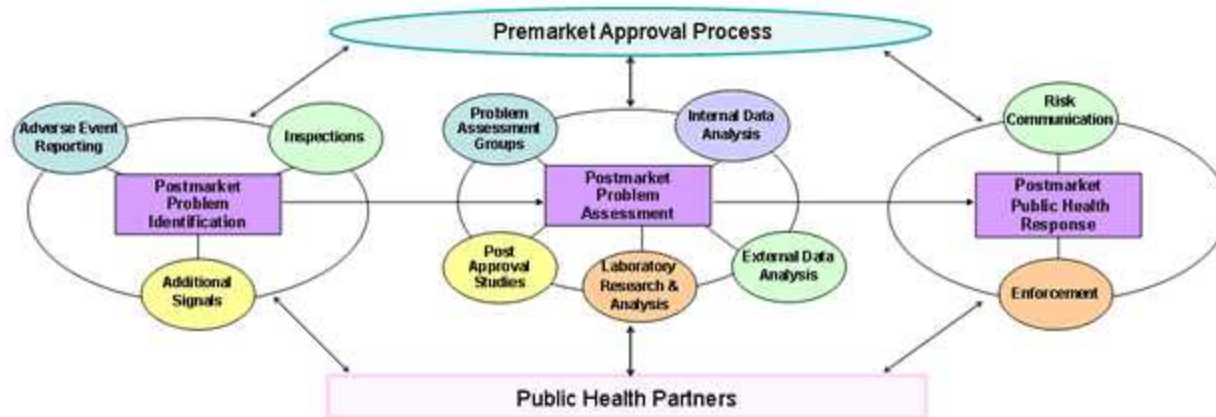 Premarket Approval Process
Adverse Event
Reporting
Inspections
Postmarket
Problem
Identification
Additional
Signals
Problem
Assessment
Groups
Internal Data
Analysis
Postmarket
Problem
Assessment
Post
Approval
Studies
Laboratory
Research &
Analysis
External Data
Analysis
Risk
Communication
Postmarket
Public Health
Response
Enforcement
Public Health Partners